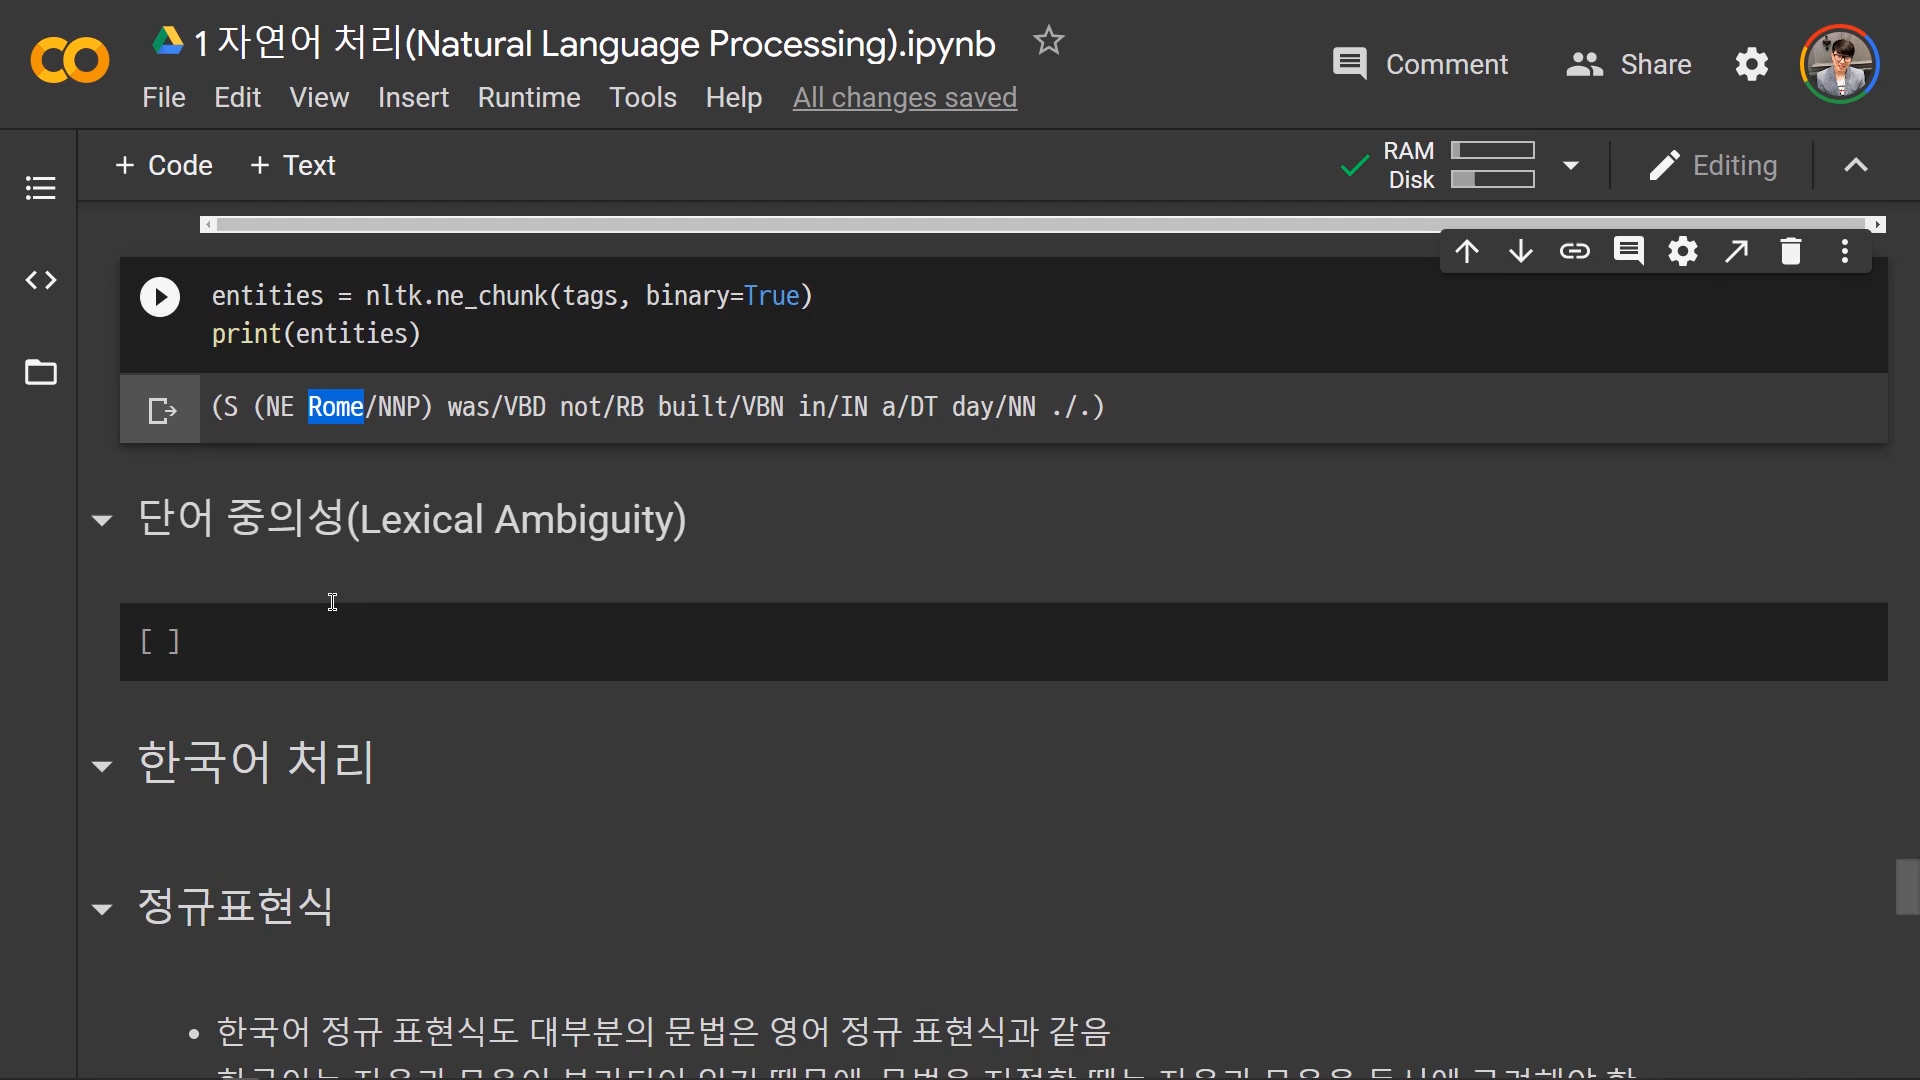 1 자연어 처리(Natural Language Processing).ipynb
Comment
Share
File Edit View Insert Runtime Tools Help All changes saved
+ Code + Text
RAM
Disk
Editing
entities = nltk.ne_chunk(tags, binary=True)
print(entities)
(S (NE Rome/NNP) was/VBD not/RB built/VBN in/IN a/DT day/NN ./.)
단어 중의성(Lexical Ambiguity)
[ ]
한국어 처리
정규표현식
• 한국어 정규 표현식도 대부분의 문법은 영어 정규 표현식과 같음